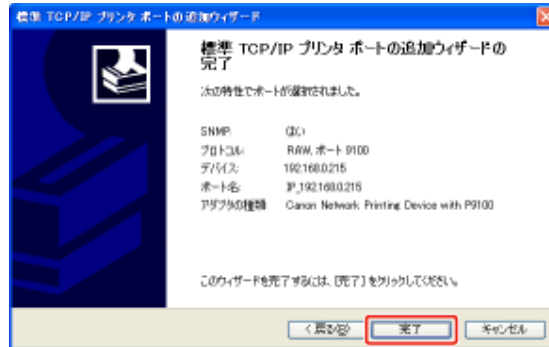 標準 TCP/IP プリンタ ポートの追加ウィザード
標準 TCP/IP プリンタ ポートの追加ウィザードの
完了
次の特性でポートが選択されました。
SNMP: はい
プロトコル: RAW, ポート 9100
デバイス: 192.168.0.215
ポート名: IP_192.168.0.215
アダプタの種類: Canon Network Printing Device with P9100
このウィザードを完了するには、[完了] をクリックしてください。
< 戻る(B) 完了 キャンセル